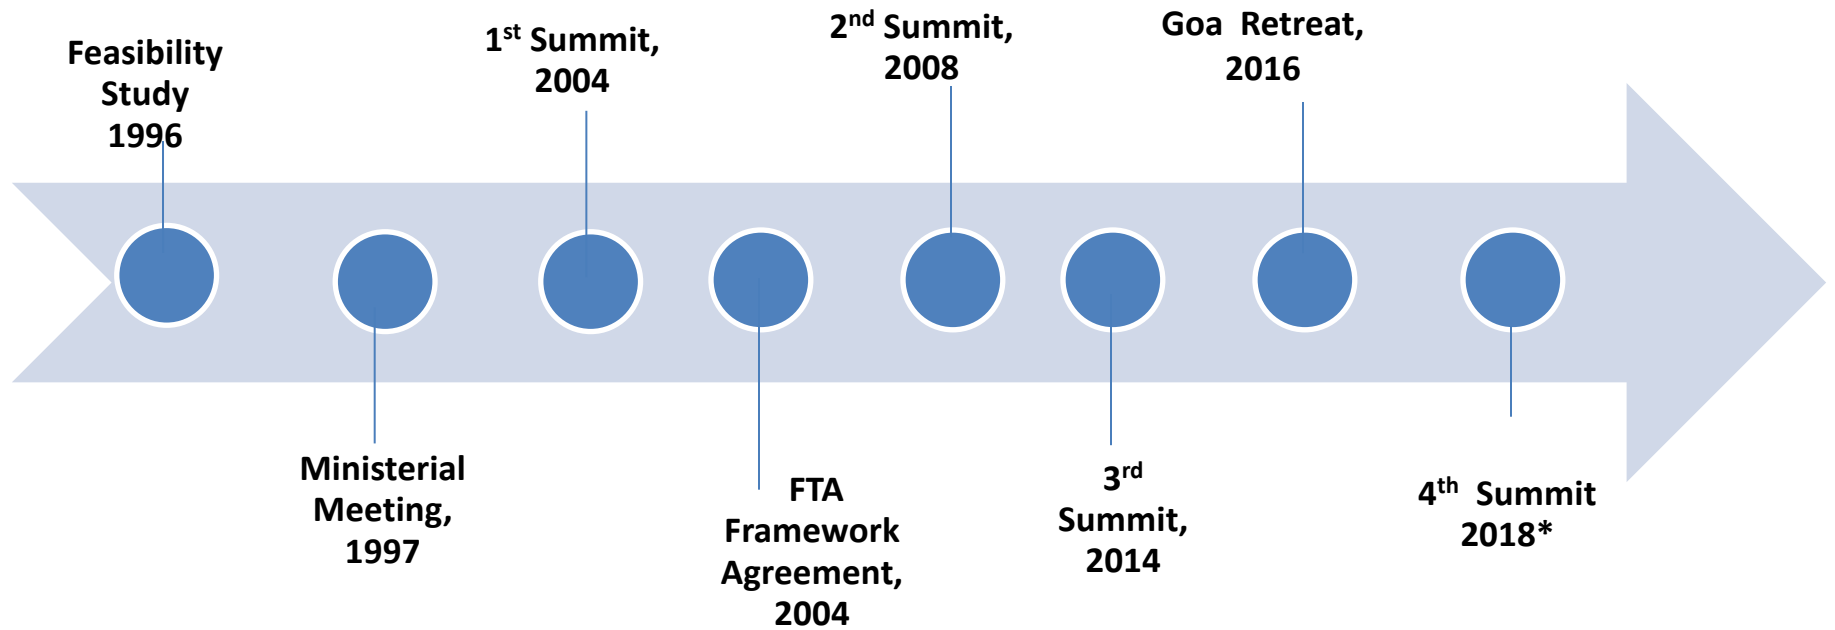 Feasibility
Study
1996
Ministerial
Meeting,
1997
1st Summit,
2004
FTA
Framework
Agreement,
2004
2nd Summit,
2008
3rd
Summit,
2014
Goa Retreat,
2016
4th Summit
2018*